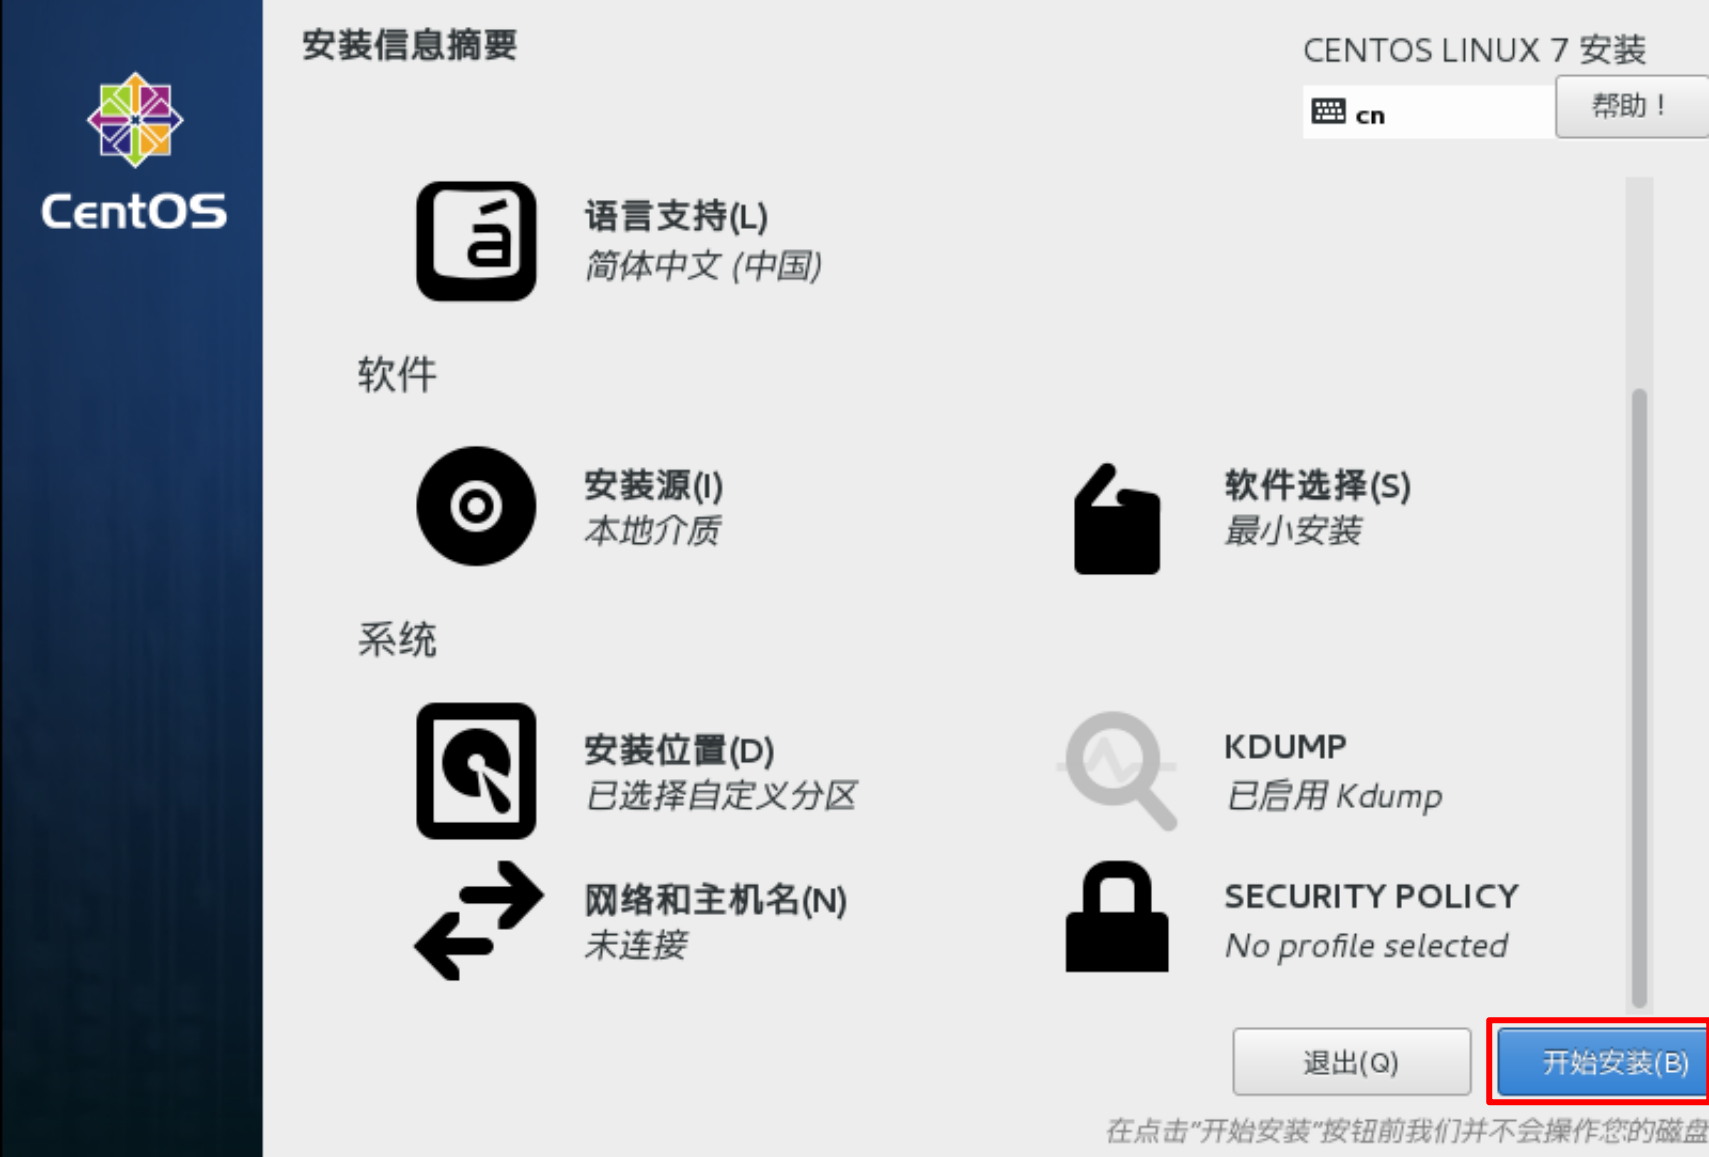 安装信息摘要
CENTOS LINUX 7 安装
cn
帮助！
CentOS
语言支持(L)
简体中文 (中国)
软件
安装源(I)
本地介质
软件选择(S)
最小安装
系统
安装位置(D)
已选择自定义分区
KDUMP
已启用 Kdump
网络和主机名(N)
未连接
SECURITY POLICY
No profile selected
退出(Q)
开始安装(B)
在点击"开始安装"按钮前我们并不会操作您的磁盘